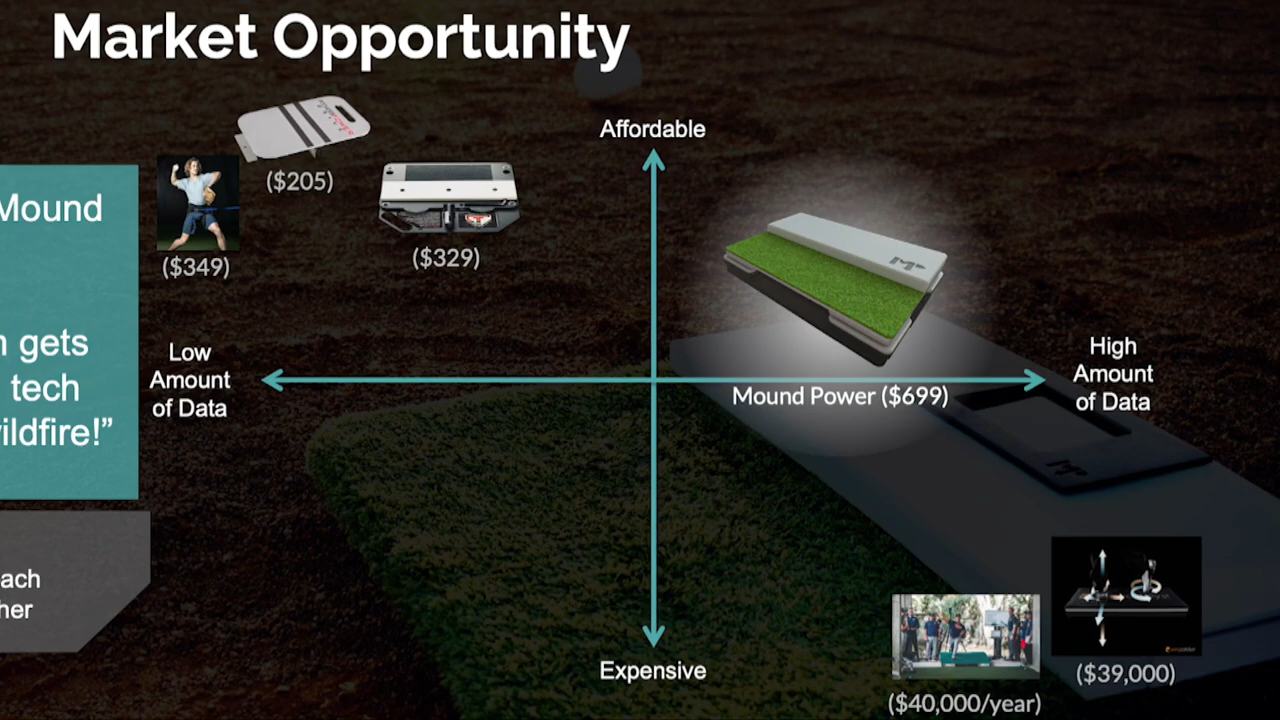 Market Opportunity
Affordable
($205)
($349)
($329)
Mound
gets
tech
ildfire!”
Low
Amount
of Data
High
Amount
of Data
Mound Power ($699)
ach
her
Expensive
($40,000/year)
($39,000)